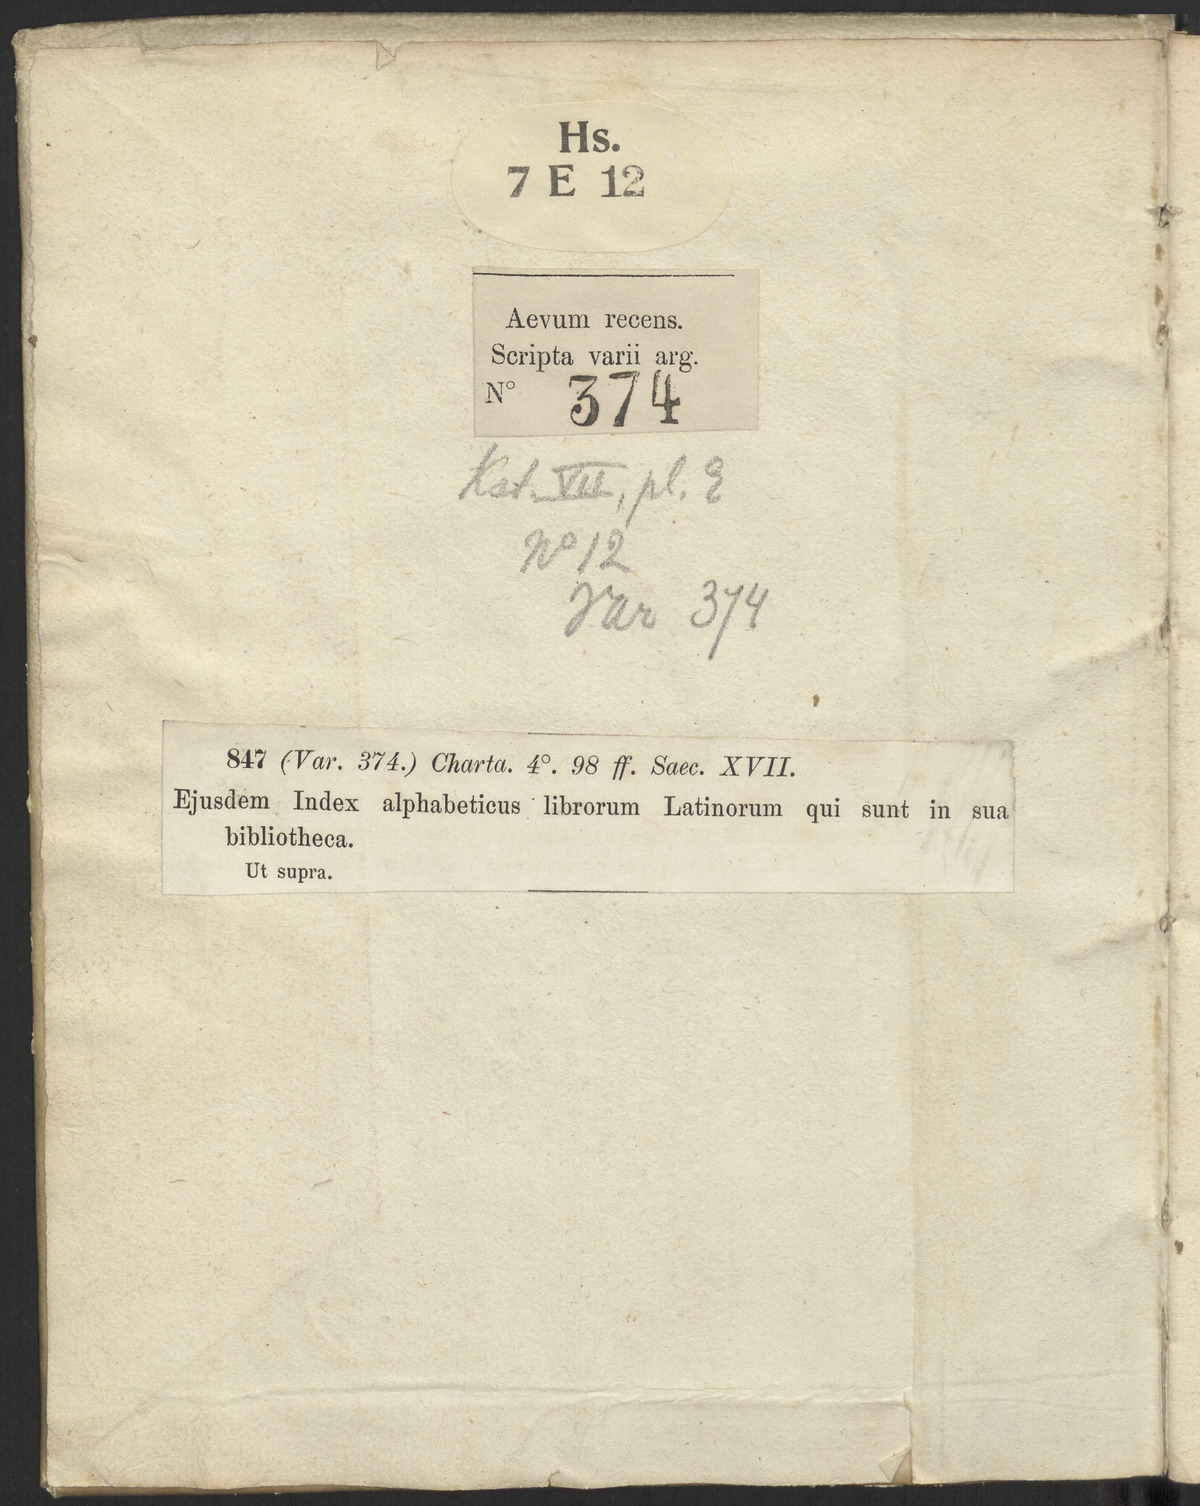 Hs.
7 E 12
Aevum recens.
Scripta varii arg.
N° 374
Kat. VII, pl. E
N° 12
Var 374
847 (Var. 374.) Charta. 4°. 98 ff. Saec. XVII.
Ejusdem Index alphabeticus librorum Latinorum qui sunt in sua
bibliotheca.
Ut supra.